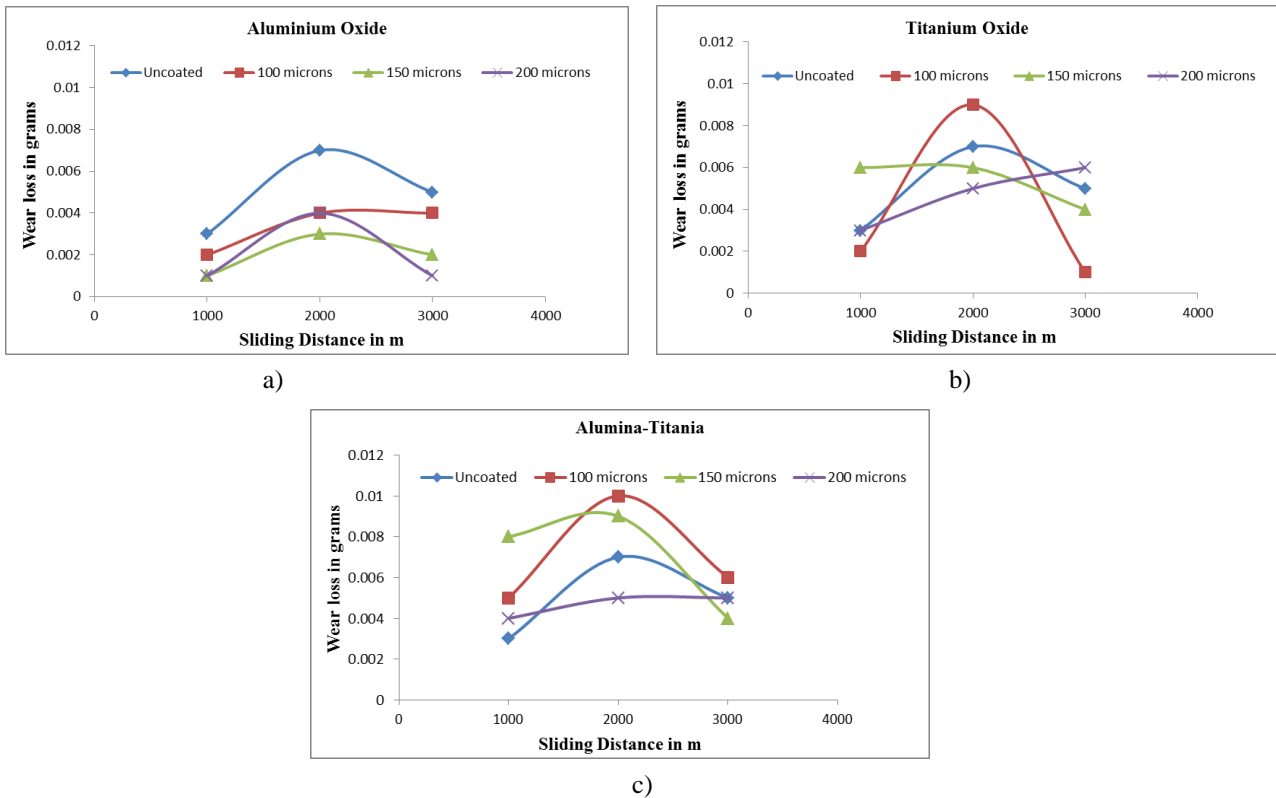 Aluminium Oxide
Uncoated 100 microns 150 microns 200 microns
Wear loss in grams
0.012
0.01
0.008
0.006
0.004
0.002
0
0 1000 2000 3000 4000
Sliding Distance in m
a)
Titanium Oxide
Uncoated 100 microns 150 microns 200 microns
Wear loss in grams
0.012
0.01
0.008
0.006
0.004
0.002
0
0 1000 2000 3000 4000
Sliding Distance in m
b)
Alumina-Titania
Uncoated 100 microns 150 microns 200 microns
Wear loss in grams
0.012
0.01
0.008
0.006
0.004
0.002
0
0 1000 2000 3000 4000
Sliding Distance in m
c)